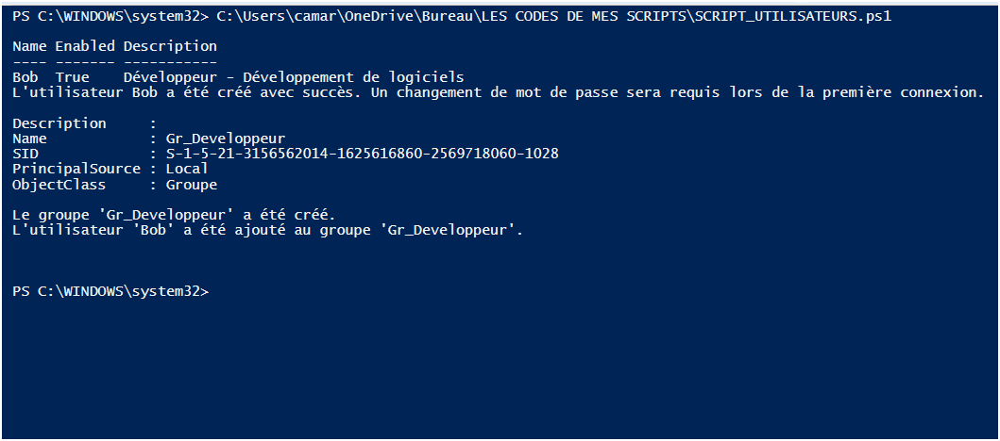 PS C:\WINDOWS\system32> C:\Users\camar\OneDrive\Bureau\LES CODES DE MES SCRIPTS\SCRIPT_UTILISATEURS.ps1
Name Enabled Description
---- ------- -----------
Bob  True    Développeur - Développement de logiciels
L'utilisateur Bob a été créé avec succès. Un changement de mot de passe sera requis lors de la première connexion.
Description     :
Name            : Gr_Developpeur
SID             : S-1-5-21-3156562014-1625616860-2569718060-1028
PrincipalSource : Local
ObjectClass     : Groupe
Le groupe 'Gr_Developpeur' a été créé.
L'utilisateur 'Bob' a été ajouté au groupe 'Gr_Developpeur'.
PS C:\WINDOWS\system32>